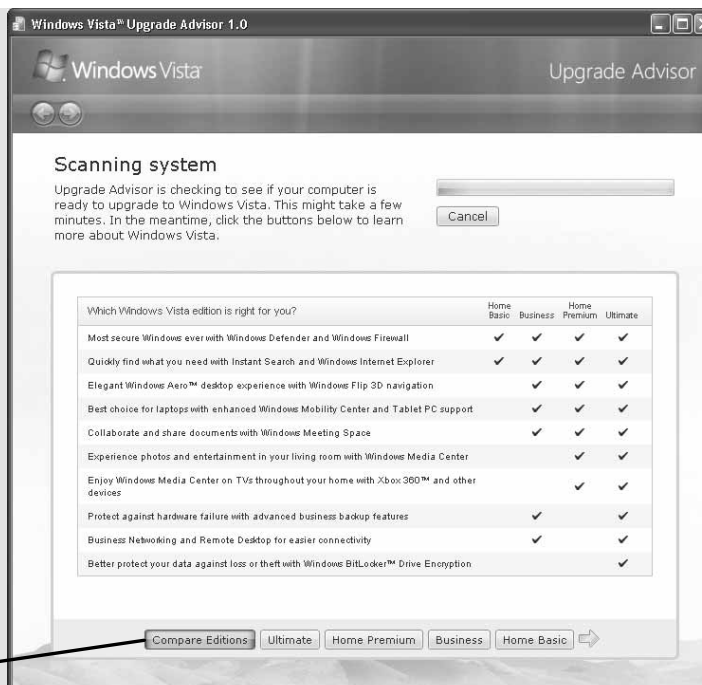 Windows Vista™ Upgrade Advisor 1.0
Windows Vista™
Upgrade Advisor
Scanning system
Upgrade Advisor is checking to see if your computer is
ready to upgrade to Windows Vista. This might take a few
minutes. In the meantime, click the buttons below to learn
more about Windows Vista.
Cancel
Which Windows Vista edition is right for you?
Home Basic
Business
Home Premium
Ultimate
Most secure Windows ever with Windows Defender and Windows Firewall ✔ ✔ ✔ ✔
Quickly find what you need with Instant Search and Windows Internet Explorer ✔ ✔ ✔ ✔
Elegant Windows Aero™ desktop experience with Windows Flip 3D navigation ✔ ✔ ✔
Best choice for laptops with enhanced Windows Mobility Center and Tablet PC support ✔ ✔ ✔
Collaborate and share documents with Windows Meeting Space ✔ ✔ ✔
Experience photos and entertainment in your living room with Windows Media Center ✔ ✔
Enjoy Windows Media Center on TVs throughout your home with Xbox 360™ and other
devices ✔ ✔
Protect against hardware failure with advanced business backup features ✔ ✔
Business Networking and Remote Desktop for easier connectivity ✔ ✔
Better protect your data against loss or theft with Windows BitLocker™ Drive Encryption ✔
Compare Editions
Ultimate
Home Premium
Business
Home Basic